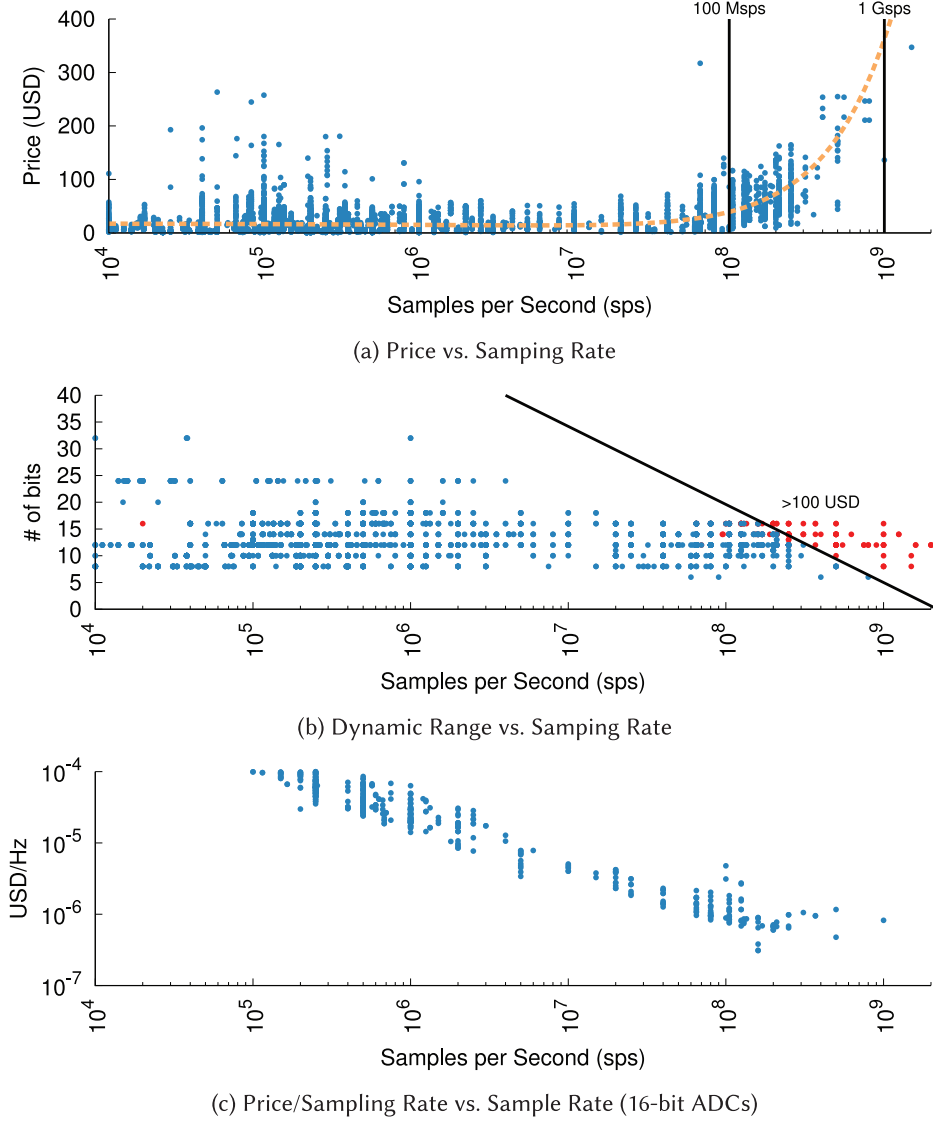 100 Msps 1 Gsps
400
300
200
100
0
Price (USD)
10^4 10^5 10^6 10^7 10^8 10^9
Samples per Second (sps)
(a) Price vs. Samping Rate
40
35
30
25
20
15
10
5
0
# of bits
>100 USD
10^4 10^5 10^6 10^7 10^8 10^9
Samples per Second (sps)
(b) Dynamic Range vs. Samping Rate
10^-4
10^-5
10^-6
10^-7
USD/Hz
10^4 10^5 10^6 10^7 10^8 10^9
Samples per Second (sps)
(c) Price/Sampling Rate vs. Sample Rate (16-bit ADCs)